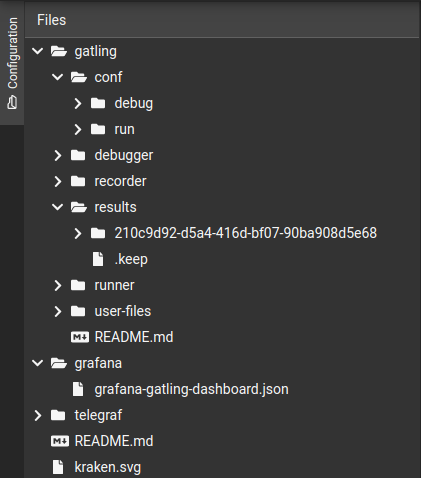 Configuration
Files
gatling
conf
debug
run
debugger
recorder
results
210c9d92-d5a4-416d-bf07-90ba908d5e68
.keep
runner
user-files
M↓ README.md
grafana
grafana-gatling-dashboard.json
telegraf
M↓ README.md
kraken.svg